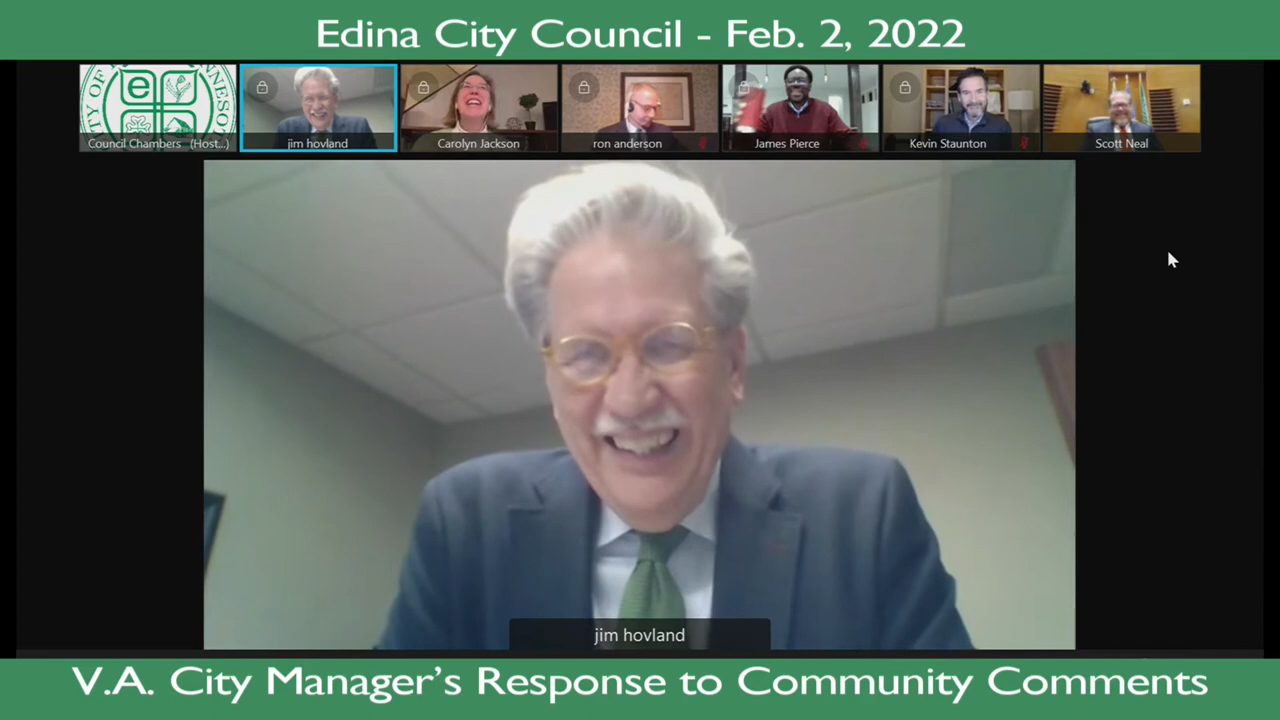 Edina City Council - Feb. 2, 2022
Council Chambers (Host...)
jim hovland
Carolyn Jackson
ron anderson
James Pierce
Kevin Staunton
Scott Neal
jim hovland
V.A. City Manager's Response to Community Comments